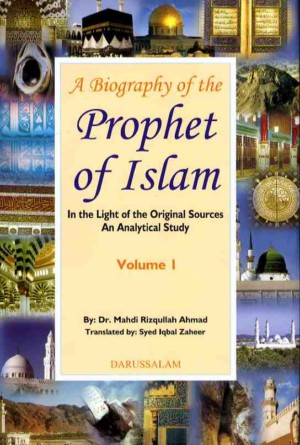 A Biography of the
Prophet
of Islam
In the Light of the Original Sources
An Analytical Study
Volume 1
By: Dr. Mahdi Rizqullah Ahmad
Translated by: Syed Iqbal Zaheer
DARUSSALAM